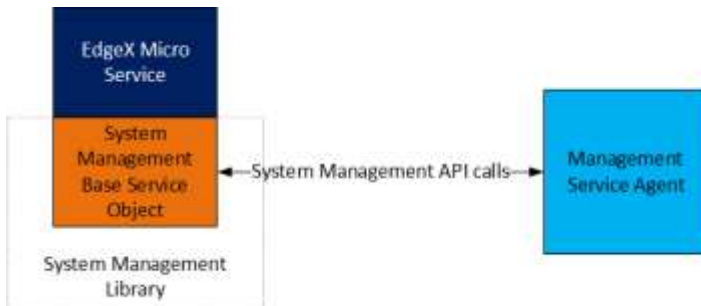 EdgeX Micro
Service
System
Management
Base Service
Object
System Management API calls
Management
Service Agent
System Management
Library